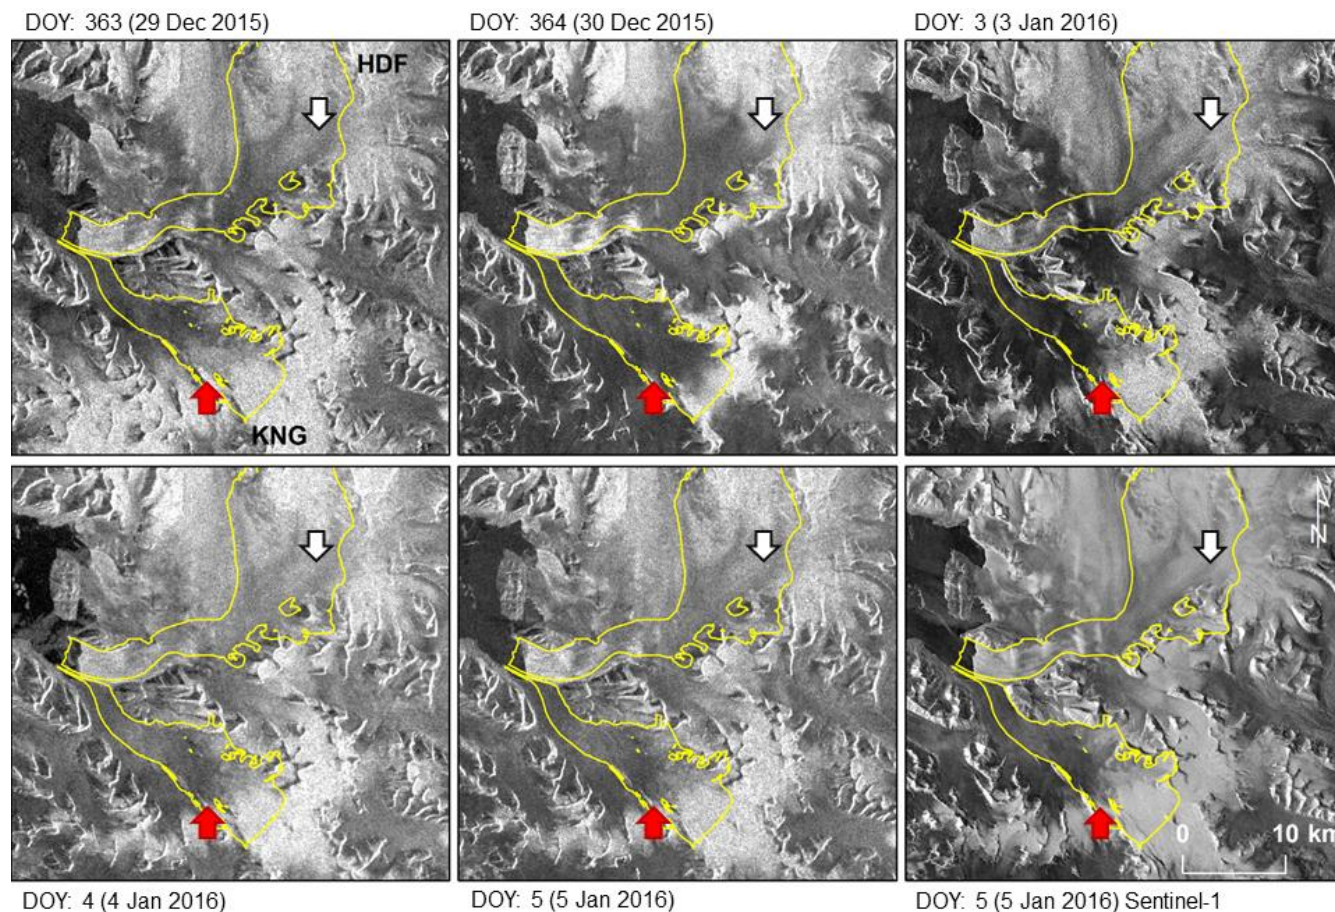 DOY: 363 (29 Dec 2015)
DOY: 364 (30 Dec 2015)
DOY: 3 (3 Jan 2016)
HDF
KNG
N
0 10 km
DOY: 4 (4 Jan 2016)
DOY: 5 (5 Jan 2016)
DOY: 5 (5 Jan 2016) Sentinel-1